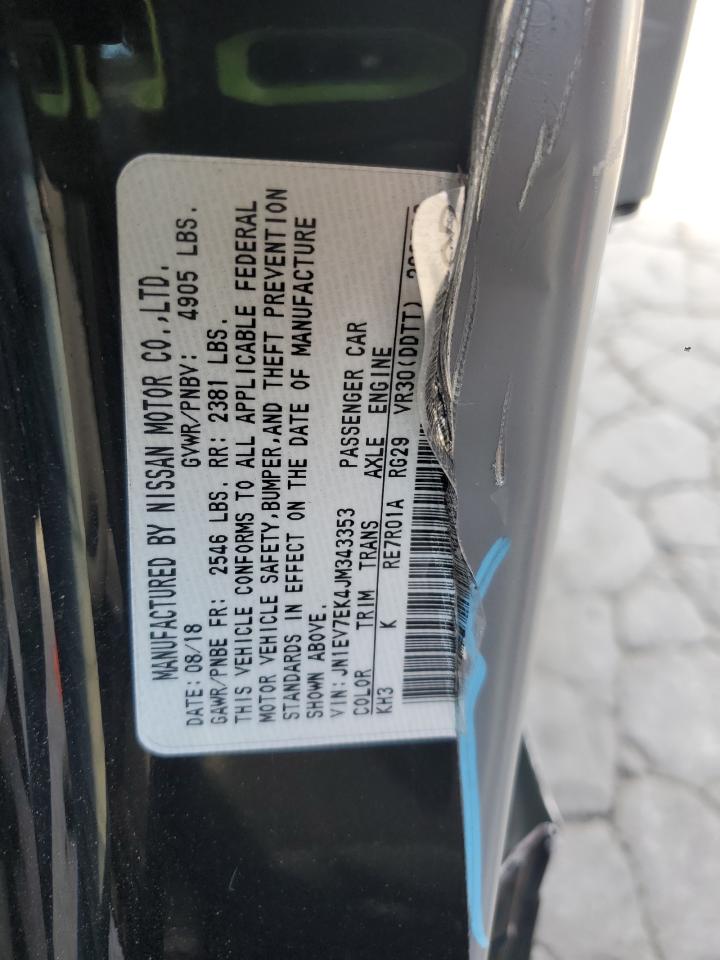 MANUFACTURED BY NISSAN MOTOR CO.,LTD.
DATE: 08/18 GVWR/PNBV: 4905 LBS.
GAWR/PNBE FR: 2546 LBS. RR: 2381 LBS.
THIS VEHICLE CONFORMS TO ALL APPLICABLE FEDERAL
MOTOR VEHICLE SAFETY,BUMPER,AND THEFT PREVENTION
STANDARDS IN EFFECT ON THE DATE OF MANUFACTURE
SHOWN ABOVE.
VIN: JN1EV7EK4JM343353 PASSENGER CAR
COLOR TRIM TRANS AXLE ENGINE
KH3 K RE7R01A RG29 VR30(DDTT)